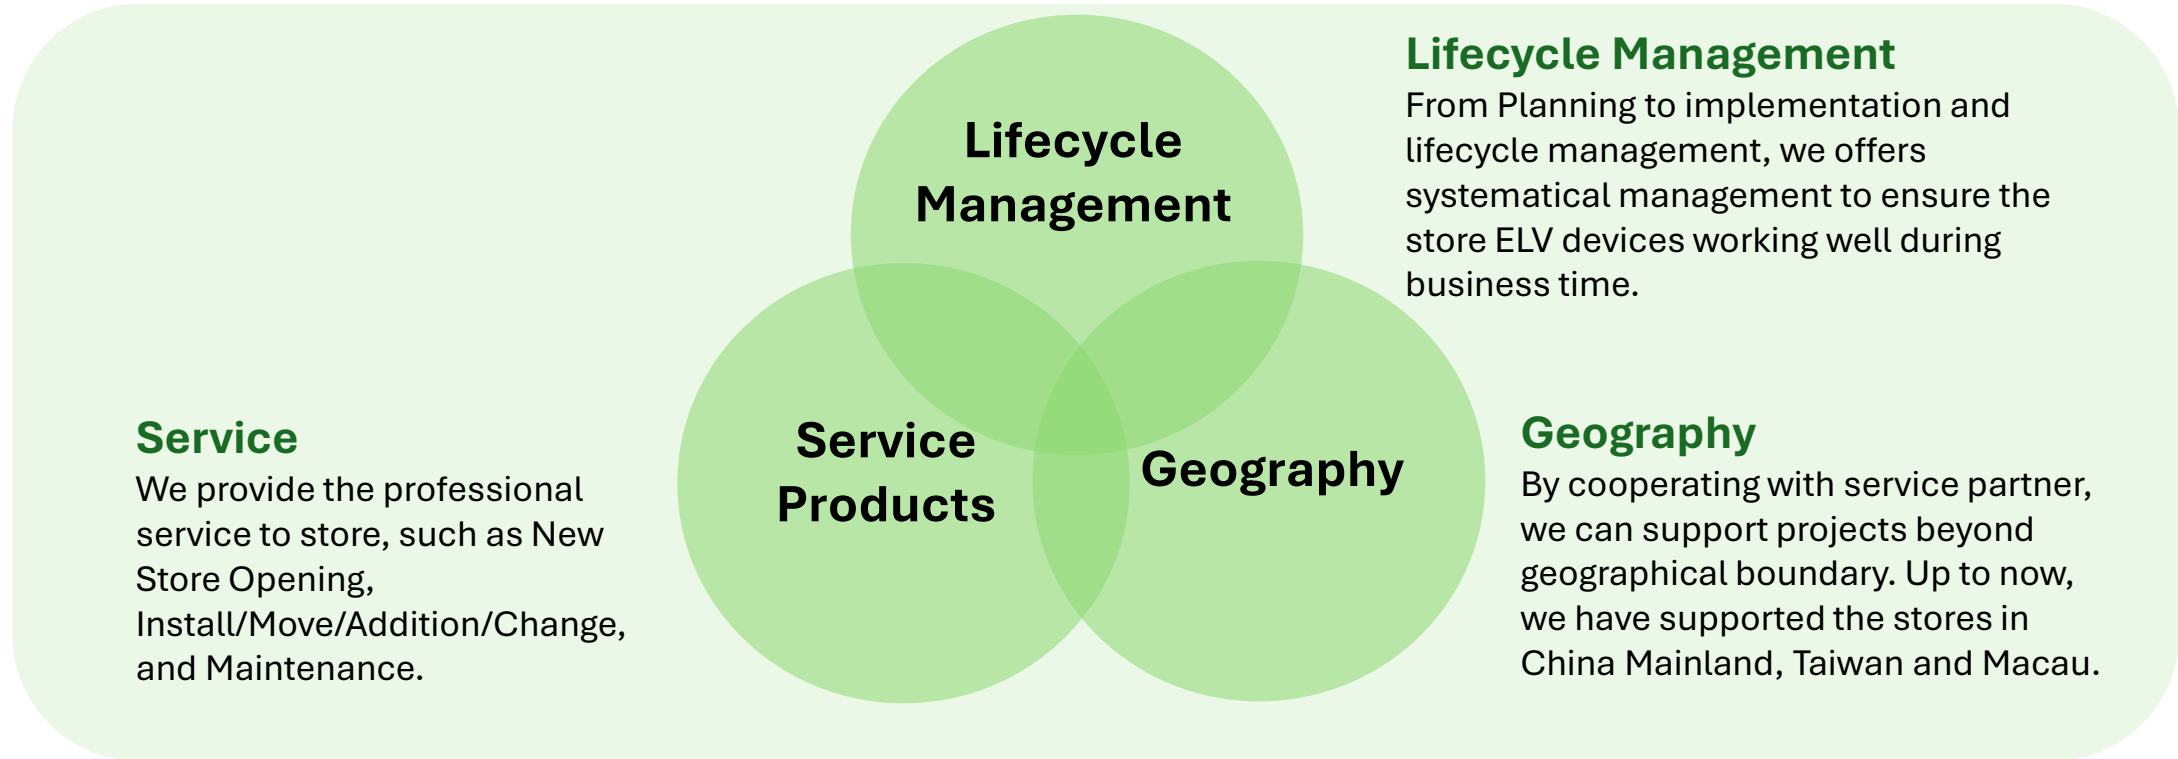 Lifecycle
Management
Service
Products
Geography
Lifecycle Management
From Planning to implementation and
lifecycle management, we offers
systematical management to ensure the
store ELV devices working well during
business time.
Service
We provide the professional
service to store, such as New
Store Opening,
Install/Move/Addition/Change,
and Maintenance.
Geography
By cooperating with service partner,
we can support projects beyond
geographical boundary. Up to now,
we have supported the stores in
China Mainland, Taiwan and Macau.